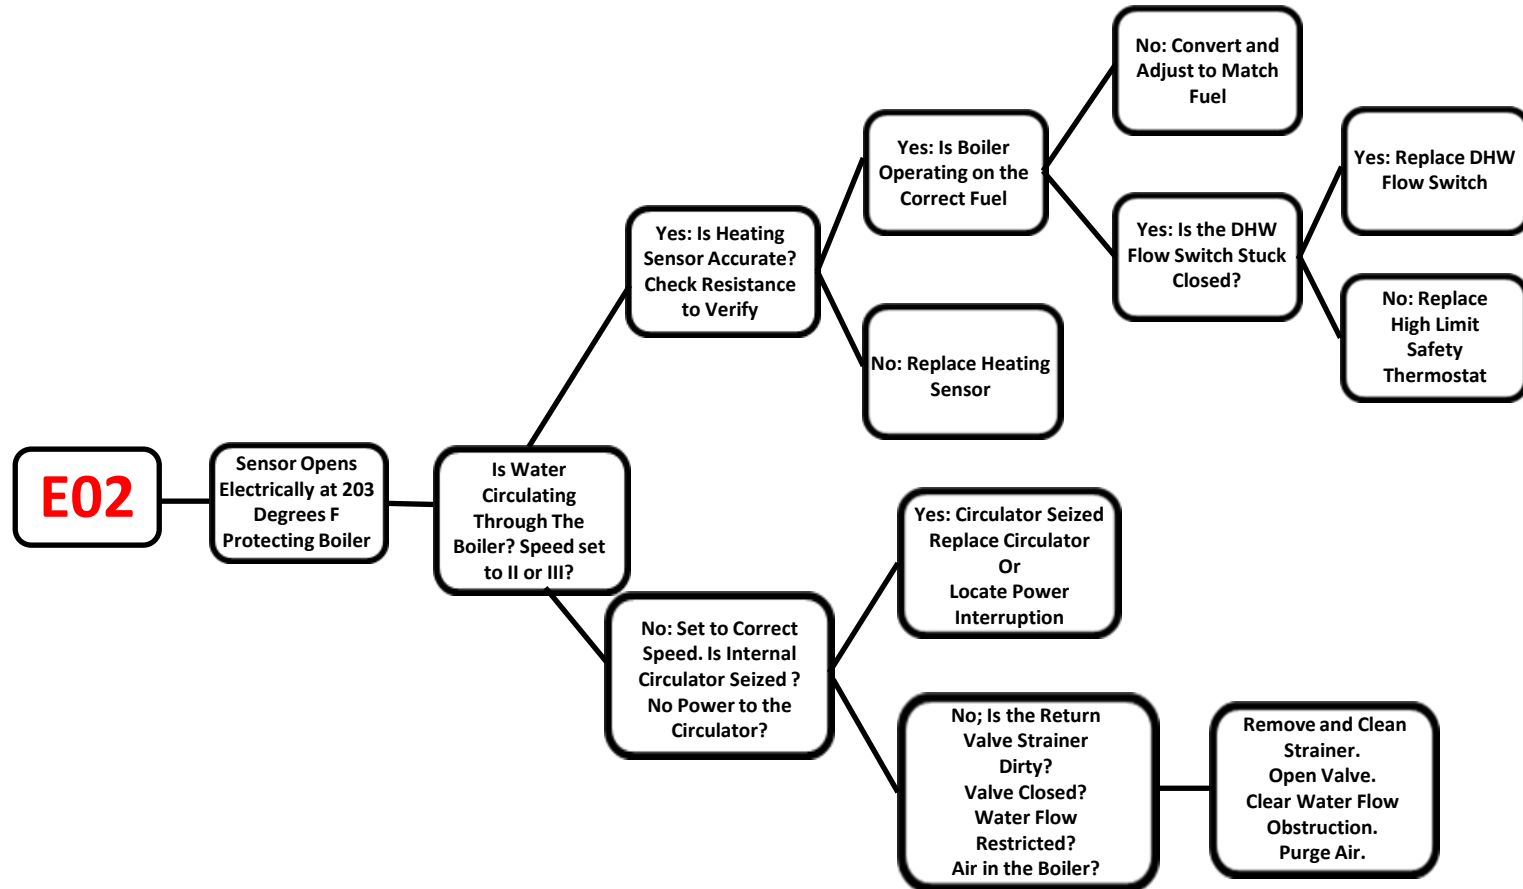 E02
Sensor Opens
Electrically at 203
Degrees F
Protecting Boiler
Is Water
Circulating
Through The
Boiler? Speed set
to II or III?
Yes: Is Heating
Sensor Accurate?
Check Resistance
to Verify
Yes: Is Boiler
Operating on the
Correct Fuel
No: Convert and
Adjust to Match
Fuel
Yes: Is the DHW
Flow Switch Stuck
Closed?
Yes: Replace DHW
Flow Switch
No: Replace
High Limit
Safety
Thermostat
No: Replace Heating
Sensor
No: Set to Correct
Speed. Is Internal
Circulator Seized ?
No Power to the
Circulator?
Yes: Circulator Seized
Replace Circulator
Or
Locate Power
Interruption
No; Is the Return
Valve Strainer
Dirty?
Valve Closed?
Water Flow
Restricted?
Air in the Boiler?
Remove and Clean
Strainer.
Open Valve.
Clear Water Flow
Obstruction.
Purge Air.